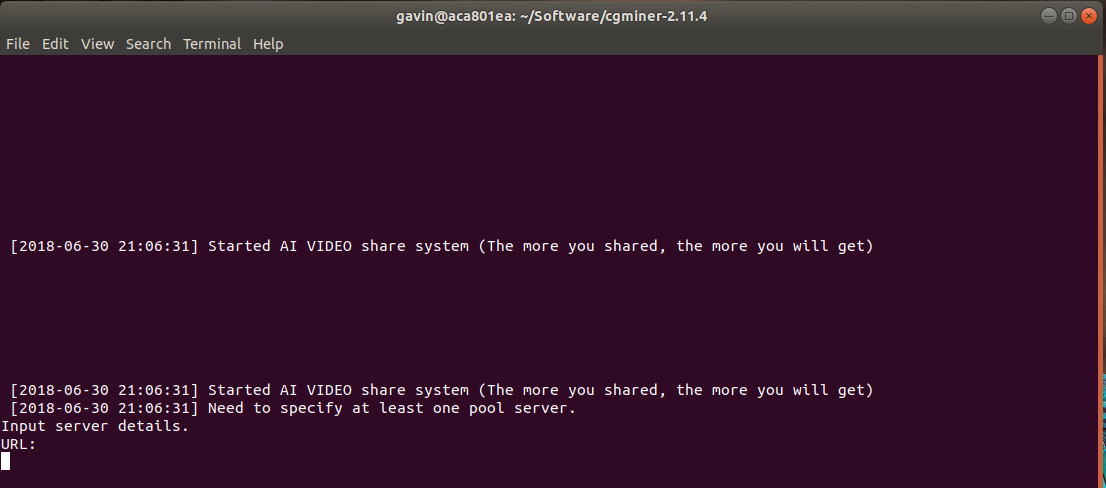 gavin@aca801ea: ~/Software/cgminer-2.11.4
File Edit View Search Terminal Help
[2018-06-30 21:06:31] Started AI VIDEO share system (The more you shared, the more you will get)
[2018-06-30 21:06:31] Started AI VIDEO share system (The more you shared, the more you will get)
[2018-06-30 21:06:31] Need to specify at least one pool server.
Input server details.
URL: